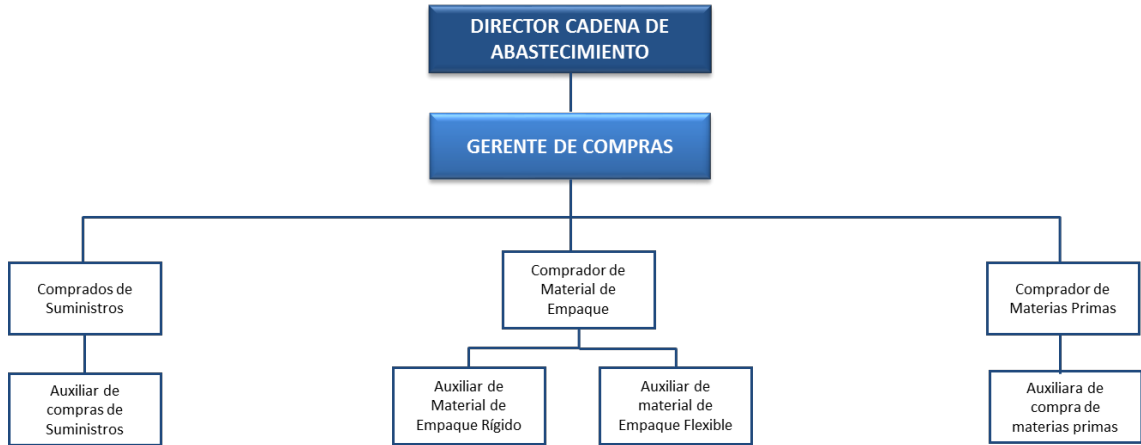 DIRECTOR CADENA DE
ABASTECIMIENTO
GERENTE DE COMPRAS
Comprados de
Suministros
Comprador de
Material de
Empaque
Comprador de
Materias Primas
Auxiliar de
compras de
Suministros
Auxiliar de
Material de
Empaque Rígido
Auxiliar de
material de
Empaque Flexible
Auxiliara de
compra de
materias primas